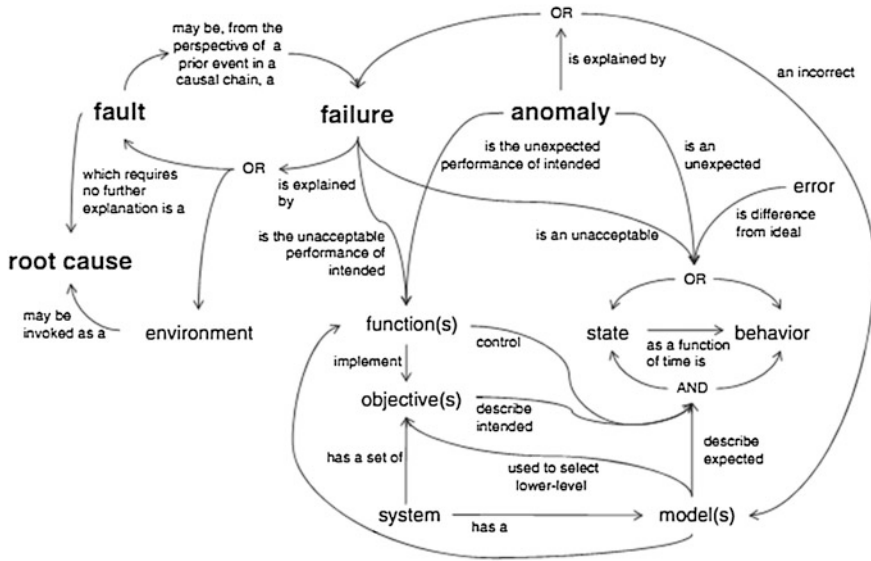 OR
may be, from the
perspective of a
prior event in a
causal chain, a
is explained by
an incorrect
fault
failure
anomaly
is the unexpected
performance of intended
is an
unexpected
which requires
no further
explanation is a
OR
is explained
by
error
is difference
from ideal
is the unacceptable
performance of
intended
is an unacceptable
root cause
OR
may be
invoked as a
environment
function(s)
control
state
behavior
as a function
of time is
implement
AND
objective(s)
describe
intended
describe
expected
has a set of
used to select
lower-level
system
has a
model(s)